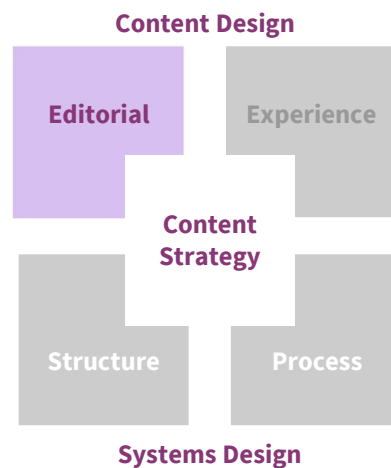 Content Design
Editorial
Experience
Content
Strategy
Structure
Process
Systems Design